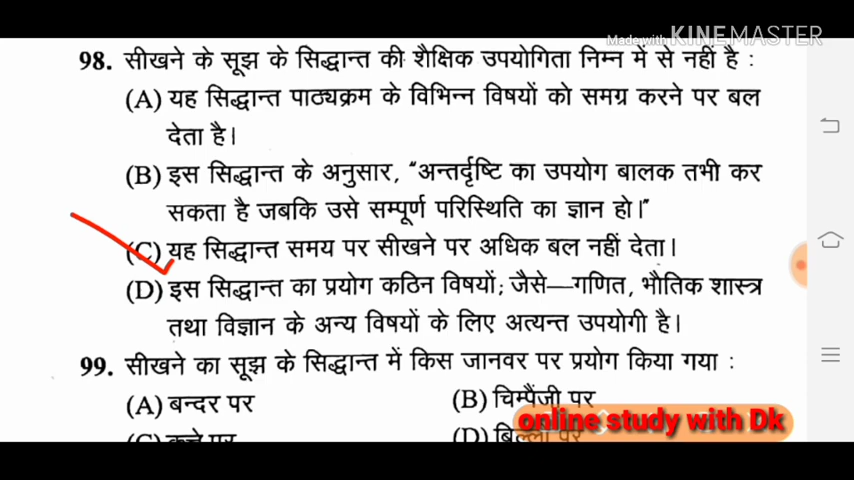 Made with KINEMASTER
98. सीखने के सूझ के सिद्धान्त की शैक्षिक उपयोगिता निम्न में से नहीं है :
(A) यह सिद्धान्त पाठ्यक्रम के विभिन्न विषयों को समग्र करने पर बल
देता है।
(B) इस सिद्धान्त के अनुसार, “अन्तर्दृष्टि का उपयोग बालक तभी कर
सकता है जबकि उसे सम्पूर्ण परिस्थिति का ज्ञान हो।”
(C) यह सिद्धान्त समय पर सीखने पर अधिक बल नहीं देता।
(D) इस सिद्धान्त का प्रयोग कठिन विषयों; जैसे—गणित, भौतिक शास्त्र
तथा विज्ञान के अन्य विषयों के लिए अत्यन्त उपयोगी है।
99. सीखने का सूझ के सिद्धान्त में किस जानवर पर प्रयोग किया गया :
(A) बन्दर पर (B) चिम्पैंजी पर
online study with Dk
(D) पर